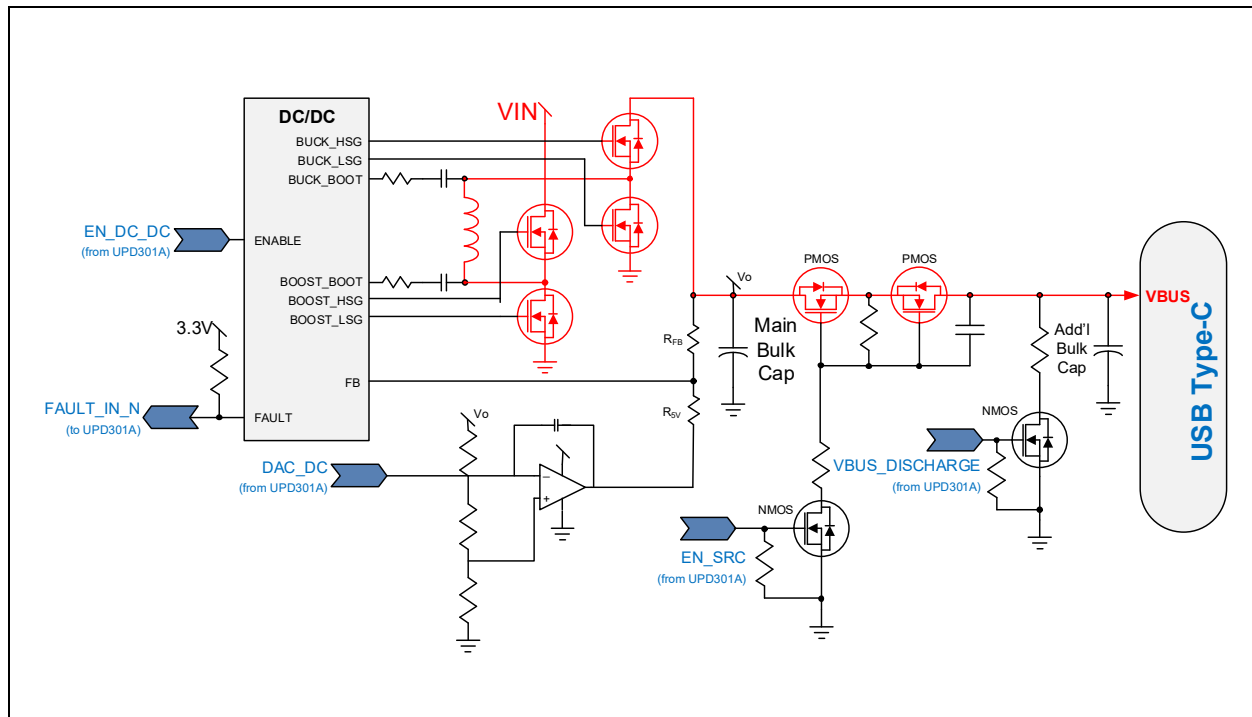 DC/DC
BUCK_HSG
BUCK_LSG
BUCK_BOOT
ENABLE
BOOST_BOOT
BOOST_HSG
BOOST_LSG
FB
FAULT
EN_DC_DC
(from UPD301A)
3.3V
FAULT_IN_N
(to UPD301A)
VIN
Vo
DAC_DC
(from UPD301A)
−
+
RFB
R5V
Vo
Main
Bulk
Cap
PMOS
PMOS
NMOS
EN_SRC
(from UPD301A)
Add'l
Bulk
Cap
NMOS
VBUS_DISCHARGE
(from UPD301A)
VBUS
USB Type-C